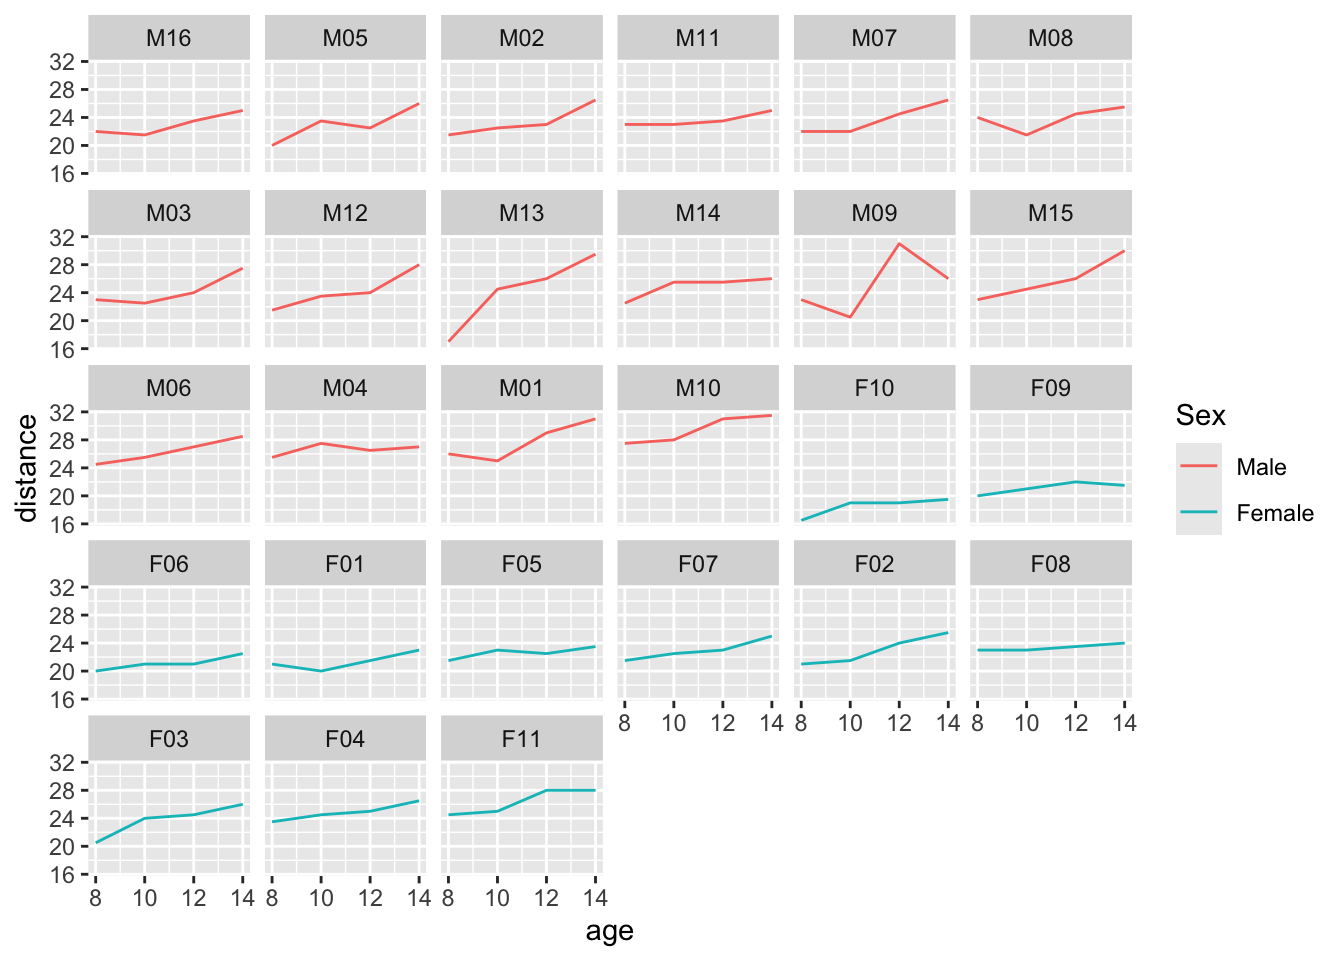 M16 M05 M02 M11 M07 M08
32
28
24
20
16
M03 M12 M13 M14 M09 M15
32
28
24
20
16
M06 M04 M01 M10 F10 F09
32
28
24
20
16
distance
Sex
Male
Female
F06 F01 F05 F07 F02 F08
32
28
24
20
16
8 10 12 14 8 10 12 14 8 10 12 14
F03 F04 F11
32
28
24
20
16
8 10 12 14 8 10 12 14 8 10 12 14
age